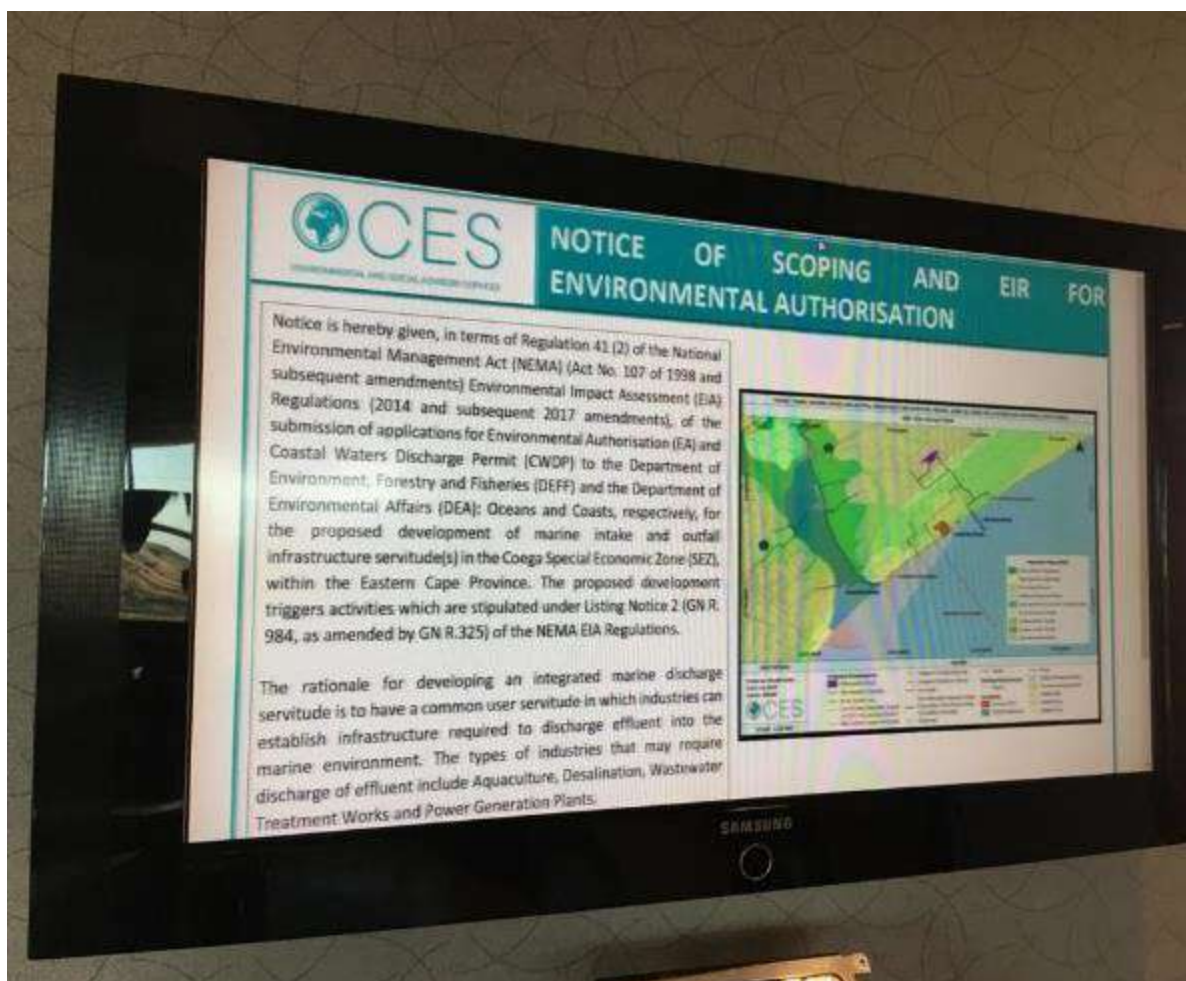 CES
ENVIRONMENTAL AND SOCIAL ADVISORY SERVICES
NOTICE OF SCOPING AND EIR FOR
ENVIRONMENTAL AUTHORISATION
Notice is hereby given, in terms of Regulation 41 (2) of the National
Environmental Management Act (NEMA) (Act No. 107 of 1998 and
subsequent amendments) Environmental Impact Assessment (EIA)
Regulations (2014 and subsequent 2017 amendments), of the
submission of applications for Environmental Authorisation (EA) and
Coastal Waters Discharge Permit (CWDP) to the Department of
Environment, Forestry and Fisheries (DEFF) and the Department of
Environmental Affairs (DEA): Oceans and Coasts, respectively, for
the proposed development of marine intake and outfall
infrastructure servitude(s) in the Coega Special Economic Zone (SEZ),
within the Eastern Cape Province. The proposed development
triggers activities which are stipulated under Listing Notice 2 (GN R.
984, as amended by GN R.325) of the NEMA EIA Regulations.
The rationale for developing an integrated marine discharge
servitude is to have a common user servitude in which industries can
establish infrastructure required to discharge effluent into the
marine environment. The types of industries that may require
discharge of effluent include Aquaculture, Desalination, Wastewater
Treatment Works and Power Generation Plants.
CES
SAMSUNG